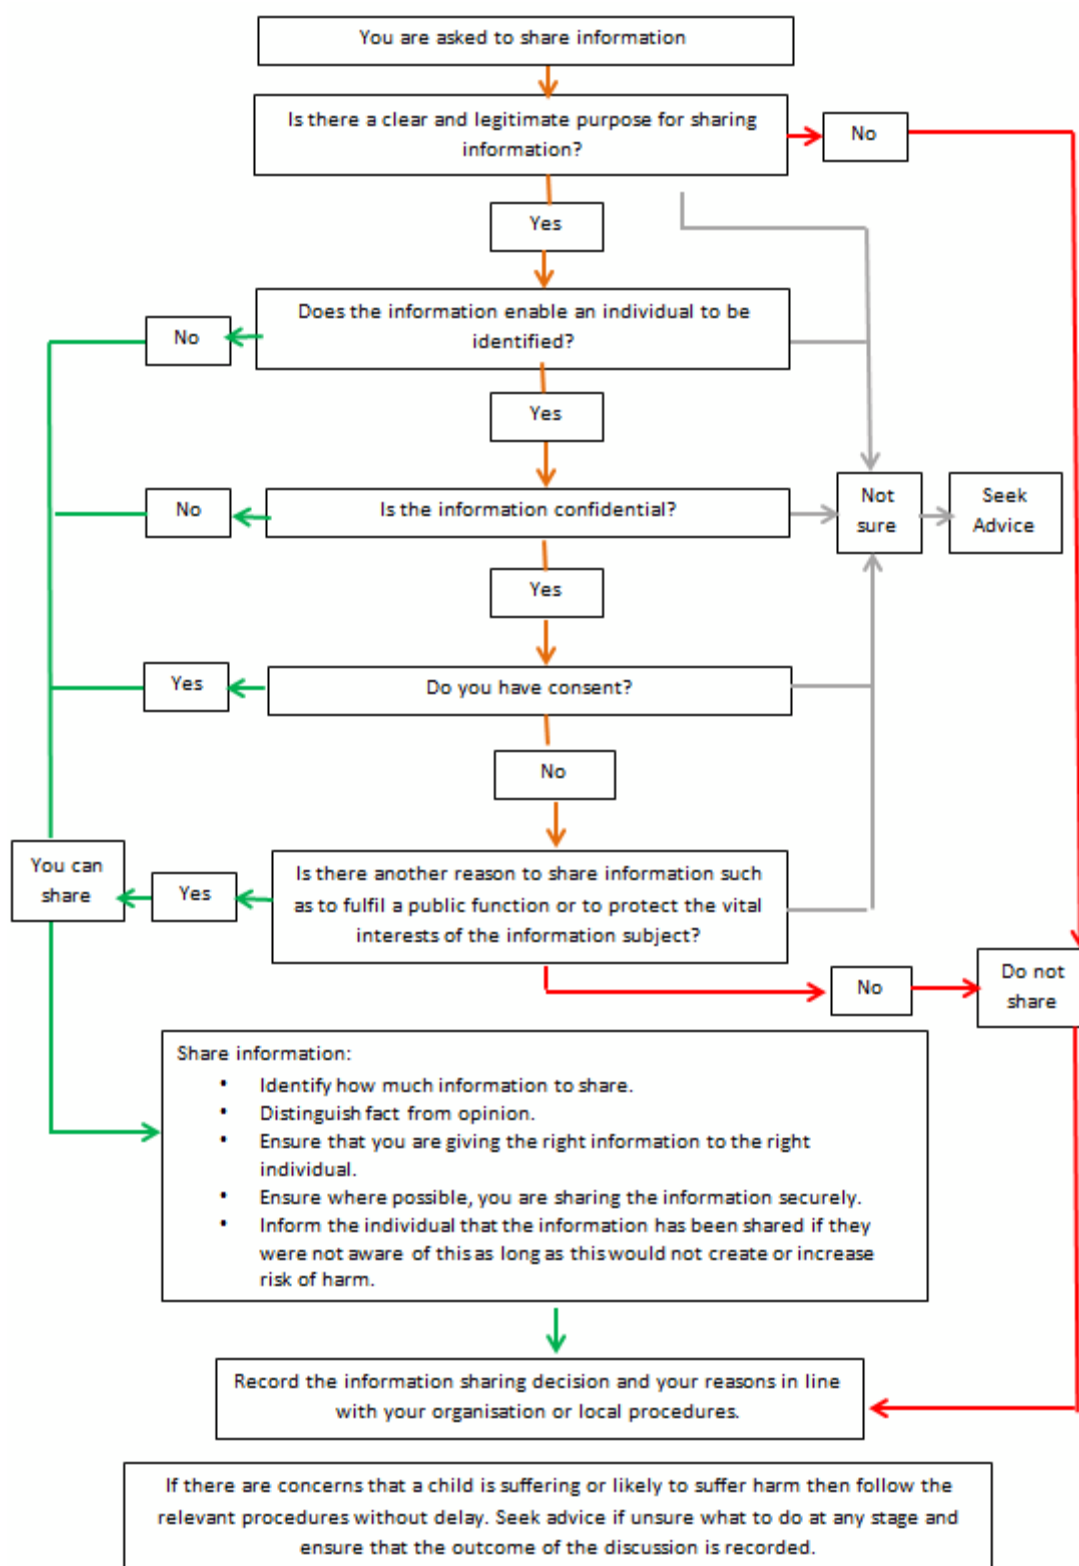 You are asked to share information
Is there a clear and legitimate purpose for sharing
information?
No
Yes
Does the information enable an individual to be
identified?
No
Yes
Is the information confidential?
No
Not
sure
Seek
Advice
Yes
Do you have consent?
Yes
No
Is there another reason to share information such
as to fulfil a public function or to protect the vital
interests of the information subject?
Yes
You can
share
No
Do not
share
Share information:
• Identify how much information to share.
• Distinguish fact from opinion.
• Ensure that you are giving the right information to the right
individual.
• Ensure where possible, you are sharing the information securely.
• Inform the individual that the information has been shared if they
were not aware of this as long as this would not create or increase
risk of harm.
Record the information sharing decision and your reasons in line
with your organisation or local procedures.
If there are concerns that a child is suffering or likely to suffer harm then follow the
relevant procedures without delay. Seek advice if unsure what to do at any stage and
ensure that the outcome of the discussion is recorded.